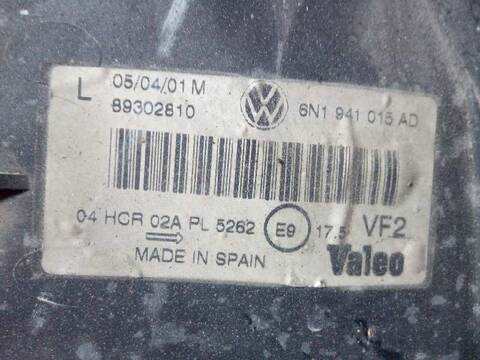 L 05/04/01 M
89302810 6N1 941 015 AD
04 HCR 02A PL 5262 E9 17,5 VF2
MADE IN SPAIN Valeo